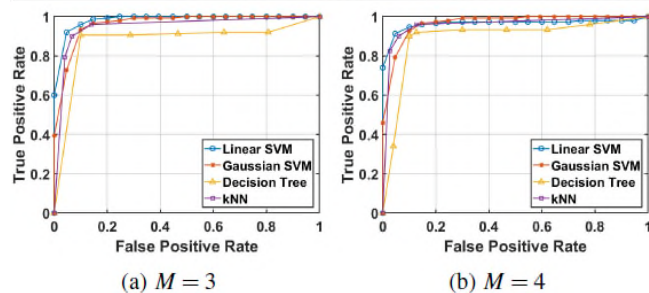 1
0.8
0.6
0.4
0.2
0
True Positive Rate
Linear SVM
Gaussian SVM
Decision Tree
kNN
0 0.2 0.4 0.6 0.8 1
False Positive Rate
(a) M = 3
1
0.8
0.6
0.4
0.2
0
True Positive Rate
Linear SVM
Gaussian SVM
Decision Tree
kNN
0 0.2 0.4 0.6 0.8 1
False Positive Rate
(b) M = 4